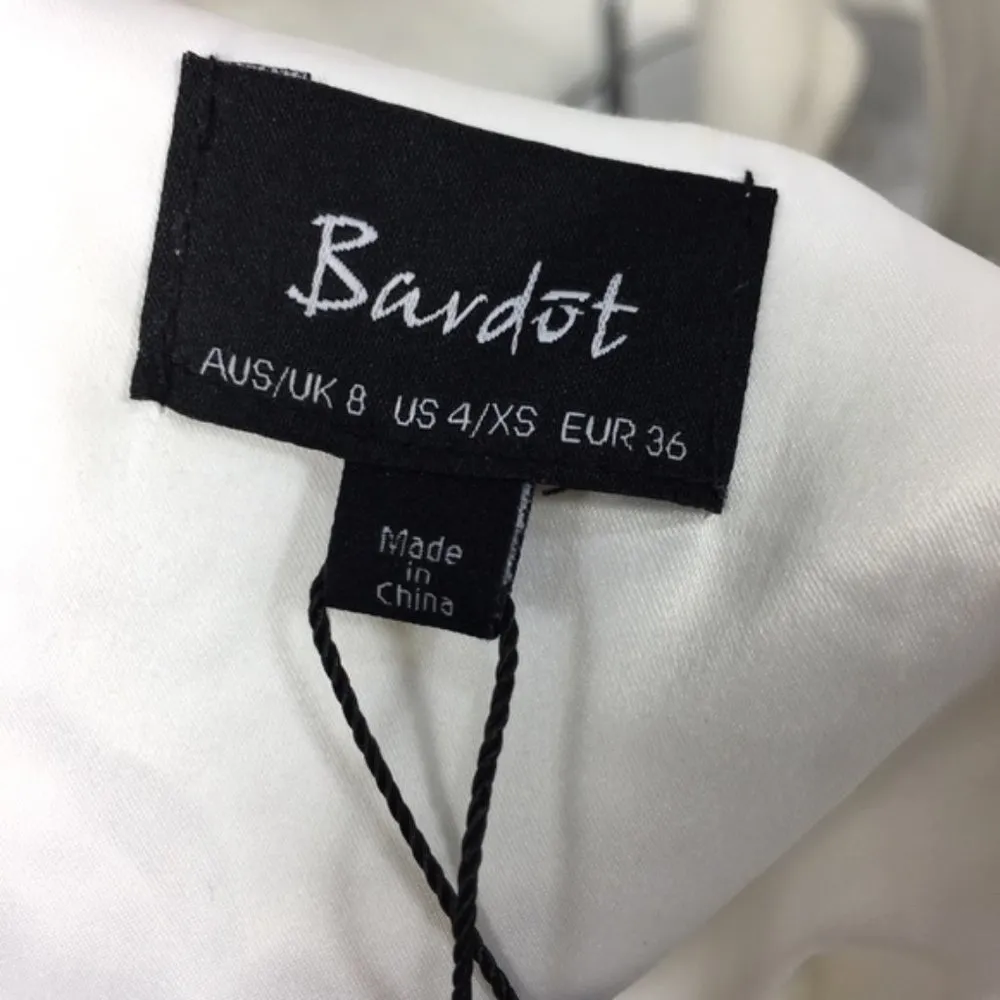 Bardōt
AUS/UK 8 US 4/XS EUR 36
Made
in
China